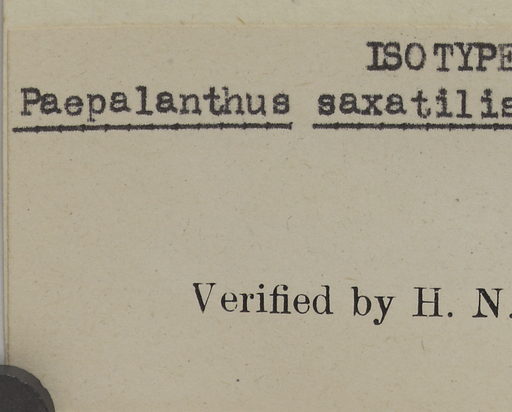 ISOTYPE
Paepalanthus saxatilis
Verified by H. N.